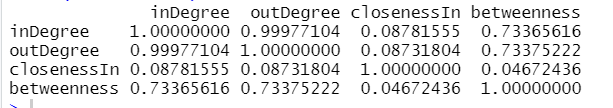 inDegree outDegree closenessIn betweenness
inDegree 1.00000000 0.99977104 0.08781555 0.73365616
outDegree 0.99977104 1.00000000 0.08731804 0.73375222
closenessIn 0.08781555 0.08731804 1.00000000 0.04672436
betweenness 0.73365616 0.73375222 0.04672436 1.00000000
>